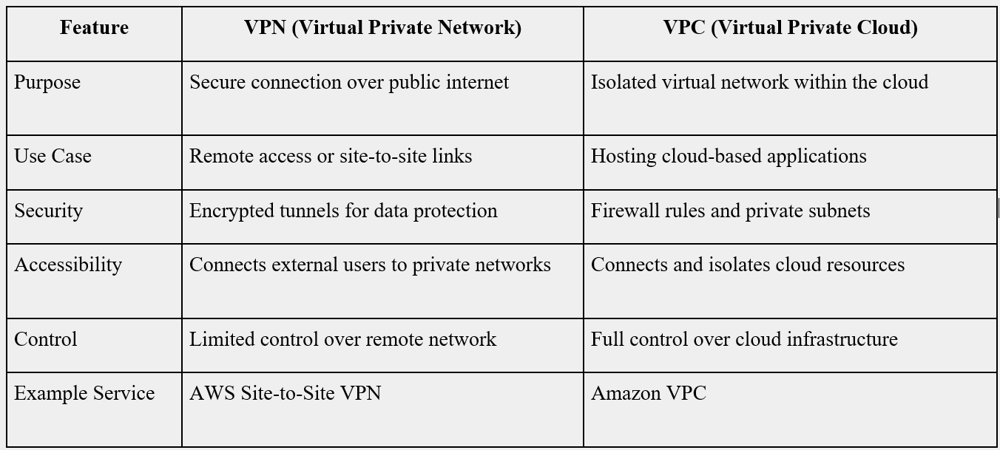 Feature VPN (Virtual Private Network) VPC (Virtual Private Cloud)
Purpose Secure connection over public internet Isolated virtual network within the cloud
Use Case Remote access or site-to-site links Hosting cloud-based applications
Security Encrypted tunnels for data protection Firewall rules and private subnets
Accessibility Connects external users to private networks Connects and isolates cloud resources
Control Limited control over remote network Full control over cloud infrastructure
Example Service AWS Site-to-Site VPN Amazon VPC